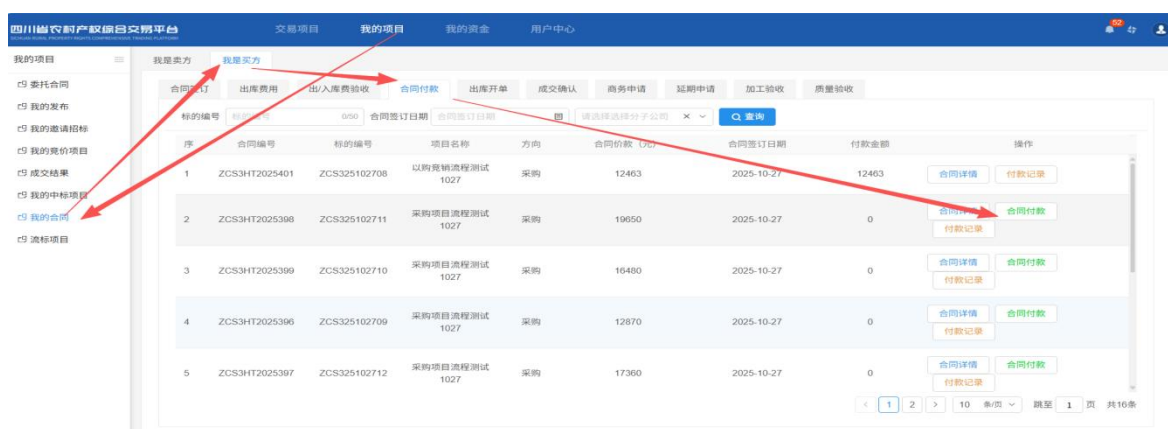 四川省农村产权综合交易平台
交易项目 我的项目 我的资金 用户中心 52
我的项目
委托合同
我的发布
我的邀请招标
我的竞价项目
成交结果
我的中标项目
我的合同
流标项目
我是卖方 我是买方
合同签订 出库费用 出/入库费验收 合同付款 出库开单 成交确认 商务申请 延期申请 加工验收 质量验收
标的编号 标的编号 0/50 合同签订日期 合同签订日期 请选择选择分子公司 查询
序 合同编号 标的编号 项目名称 方向 合同价款（元） 合同签订日期 付款金额 操作
1 ZCS3HT2025401 ZCS325102708 以购竞销流程测试 采购 12463 2025-10-27 12463 合同详情 付款记录
1027
2 ZCS3HT2025398 ZCS325102711 采购项目流程测试 采购 19650 2025-10-27 0 合同详情 合同付款
1027 付款记录
3 ZCS3HT2025399 ZCS325102710 采购项目流程测试 采购 16480 2025-10-27 0 合同详情 合同付款
1027 付款记录
4 ZCS3HT2025396 ZCS325102709 采购项目流程测试 采购 12870 2025-10-27 0 合同详情 合同付款
1027 付款记录
5 ZCS3HT2025397 ZCS325102712 采购项目流程测试 采购 17360 2025-10-27 0 合同详情 合同付款
1027 付款记录
< 1 2 > 10 条/页 跳至 1 页 共16条